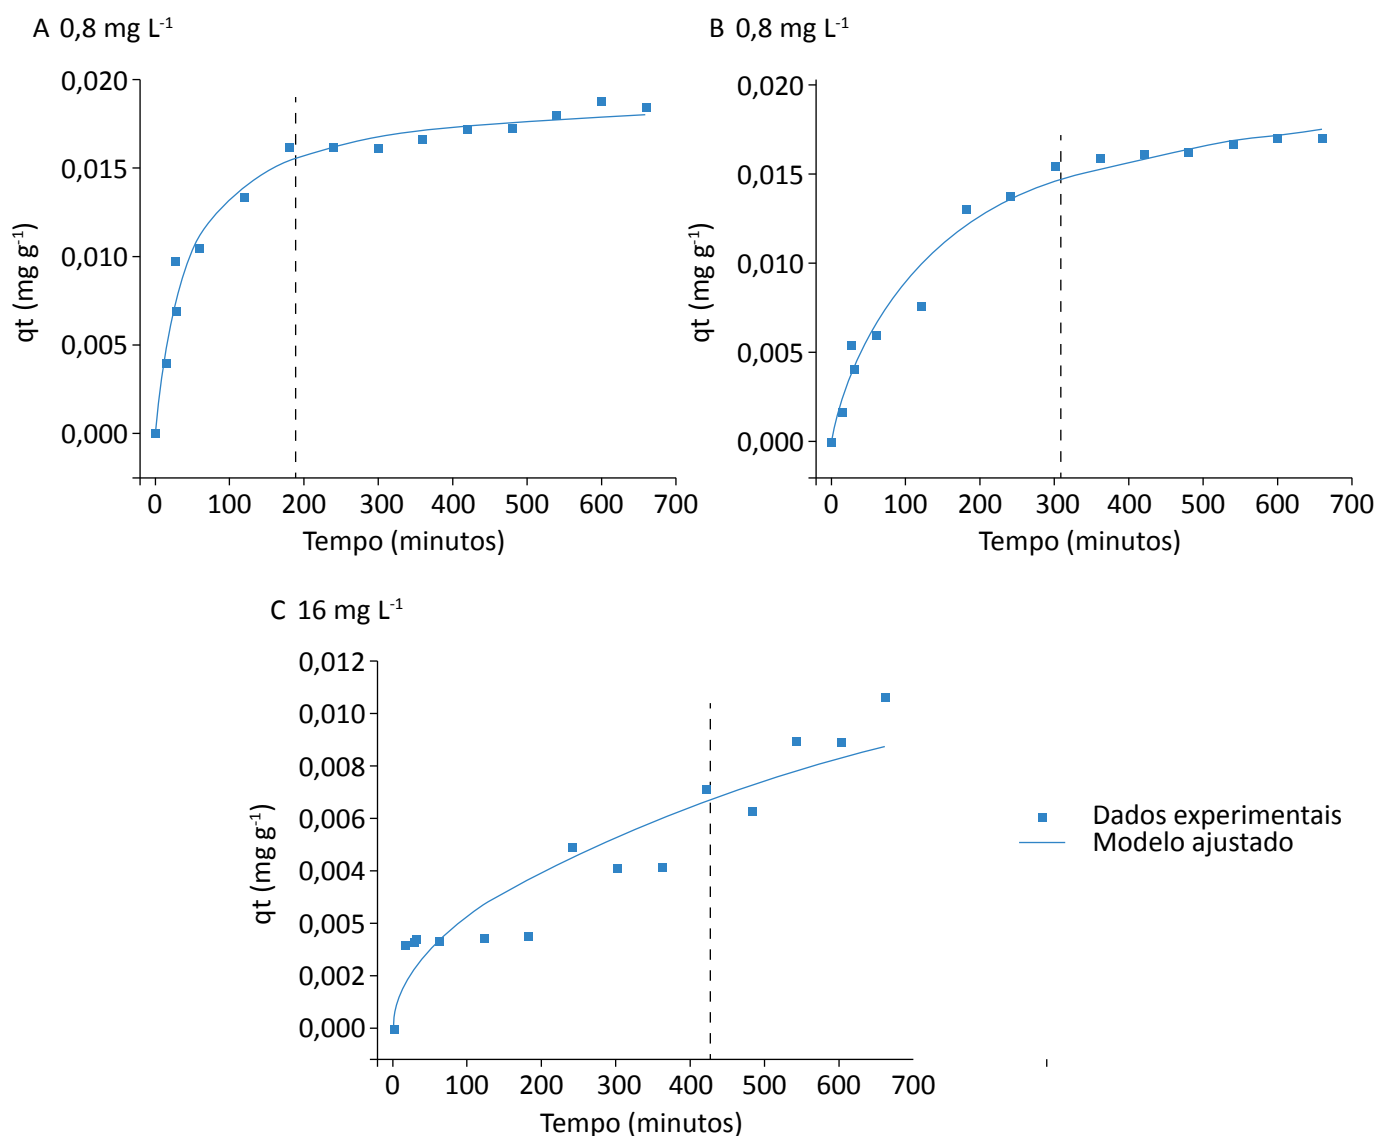 A 0,8 mg L⁻¹
0,020
0,015
0,010
0,005
0,000
qt (mg g⁻¹)
0 100 200 300 400 500 600 700
Tempo (minutos)
B 0,8 mg L⁻¹
0,020
0,015
0,010
0,005
0,000
qt (mg g⁻¹)
0 100 200 300 400 500 600 700
Tempo (minutos)
C 16 mg L⁻¹
0,012
0,010
0,008
0,006
0,004
0,005
0,002
0,000
qt (mg g⁻¹)
0 100 200 300 400 500 600 700
Tempo (minutos)
Dados experimentais
Modelo ajustado